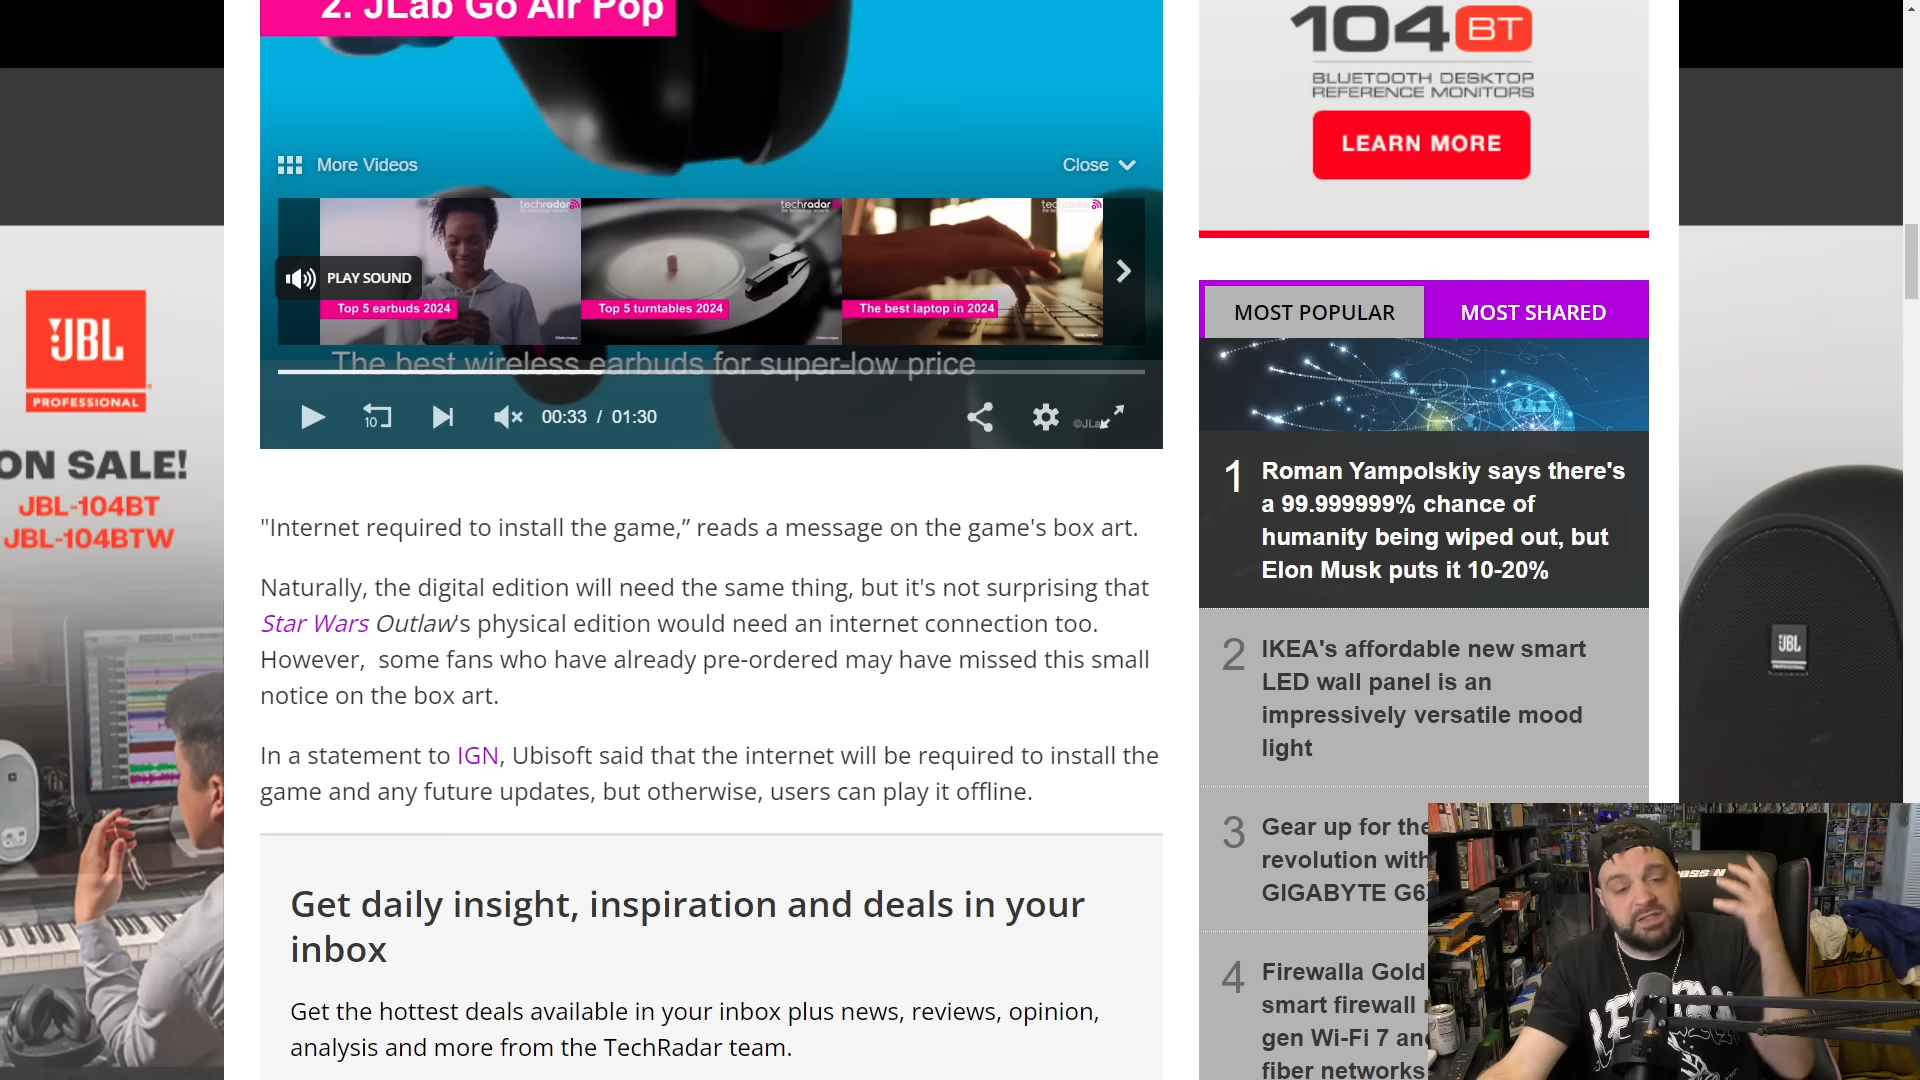 2. JLab Go Air Pop
More Videos
Close
techradar
techradar
techradar
PLAY SOUND
Top 5 earbuds 2024
Top 5 turntables 2024
The best laptop in 2024
The best wireless earbuds for super-low price
10
00:33 / 01:30
"Internet required to install the game,” reads a message on the game's box art.
Naturally, the digital edition will need the same thing, but it's not surprising that
Star Wars Outlaw's physical edition would need an internet connection too.
However, some fans who have already pre-ordered may have missed this small
notice on the box art.
In a statement to IGN, Ubisoft said that the internet will be required to install the
game and any future updates, but otherwise, users can play it offline.
Get daily insight, inspiration and deals in your
inbox
Get the hottest deals available in your inbox plus news, reviews, opinion,
analysis and more from the TechRadar team.
104 BT
BLUETOOTH DESKTOP
REFERENCE MONITORS
LEARN MORE
MOST POPULAR
MOST SHARED
1 Roman Yampolskiy says there's
a 99.999999% chance of
humanity being wiped out, but
Elon Musk puts it 10-20%
2 IKEA's affordable new smart
LED wall panel is an
impressively versatile mood
light
3 Gear up for the
revolution with
GIGABYTE G6
4 Firewalla Gold
smart firewall
gen Wi-Fi 7 and
fiber networks
JBL
PROFESSIONAL
ON SALE!
JBL-104BT
JBL-104BTW
JBL